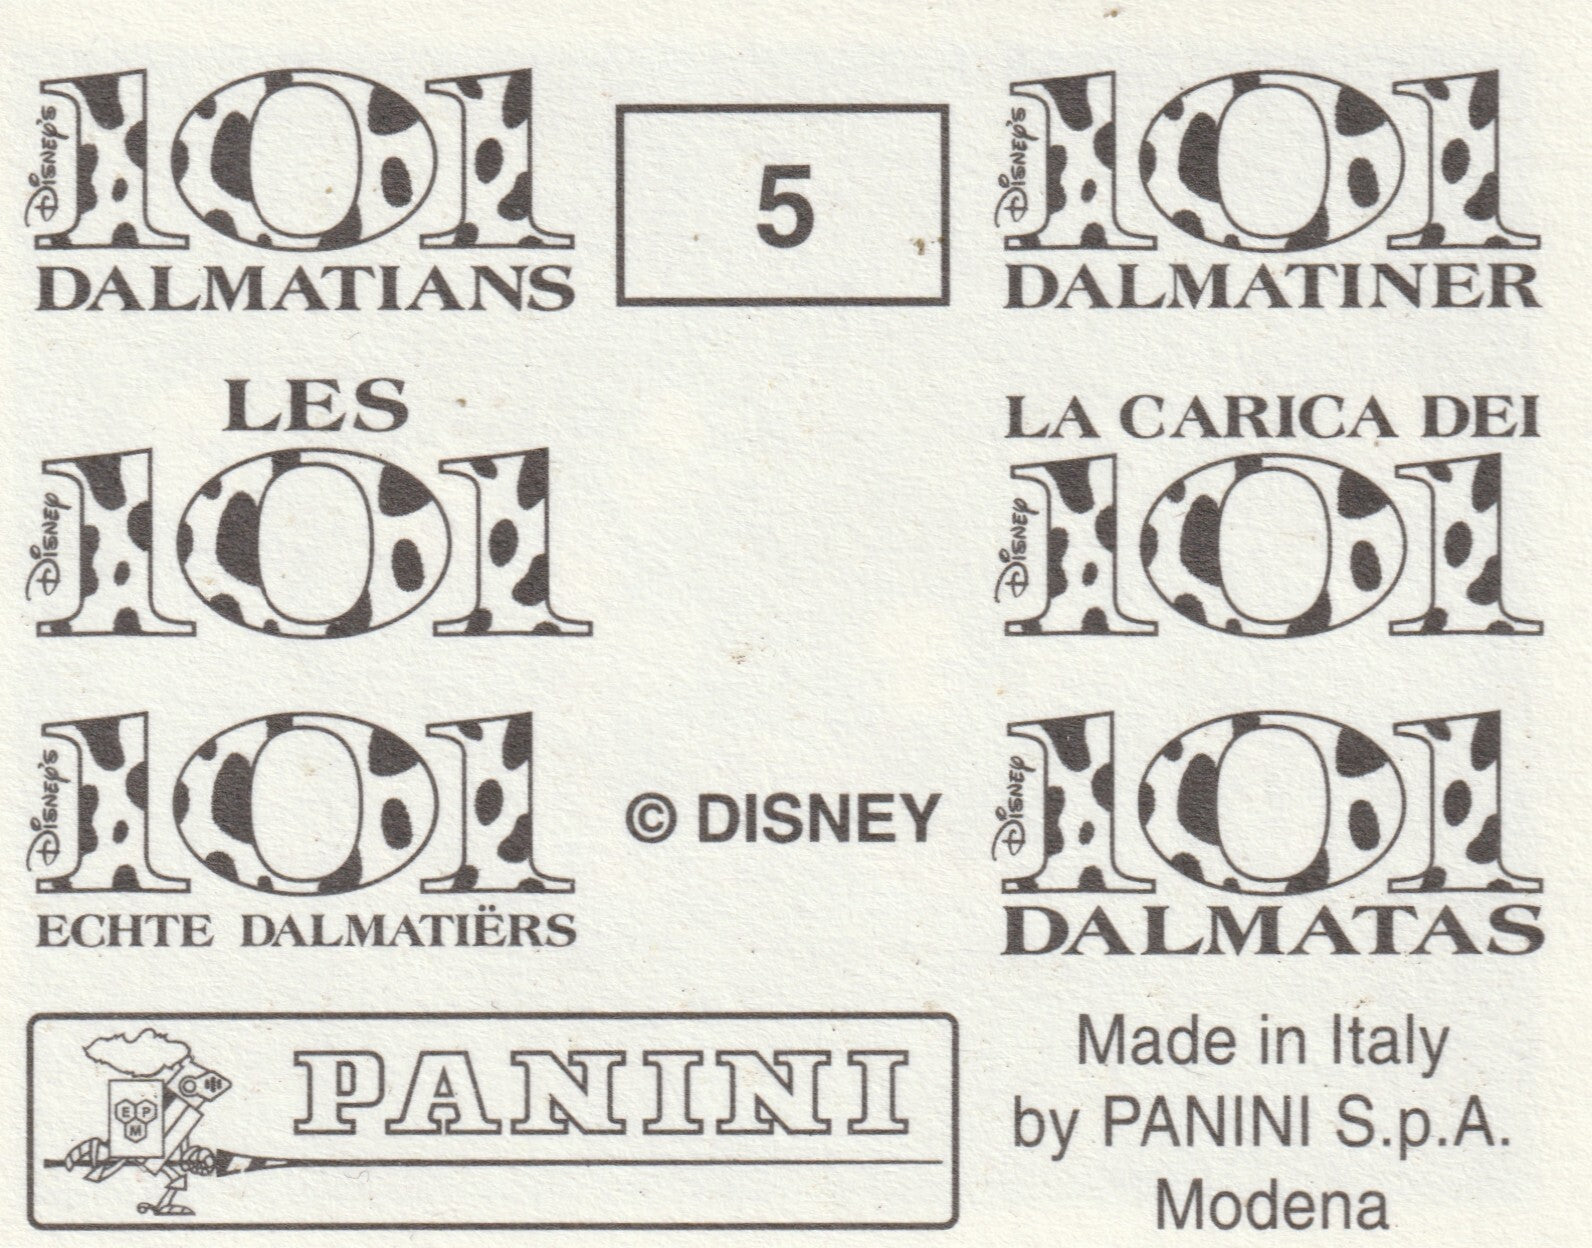 Disney's 101
DALMATIANS
5
Disney's 101
DALMATINER
LES
Disney 101
LA CARICA DEI
Disney 101
Disney's 101
ECHTE DALMATIËRS
© DISNEY
Disney 101
DALMATAS
EPM
PANINI
Made in Italy
by PANINI S.p.A.
Modena